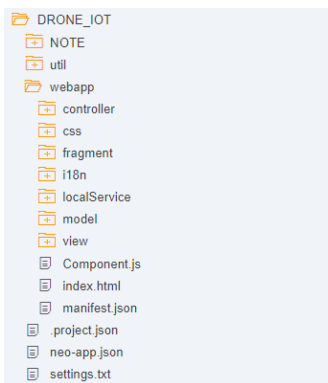 DRONE_IOT
NOTE
util
webapp
controller
css
fragment
i18n
localService
model
view
Component.js
index.html
manifest.json
.project.json
neo-app.json
settings.txt